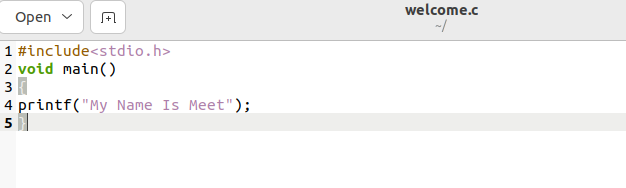 Open
welcome.c
~/
1 #include<stdio.h>
2 void main()
3 {
4 printf("My Name Is Meet");
5 }